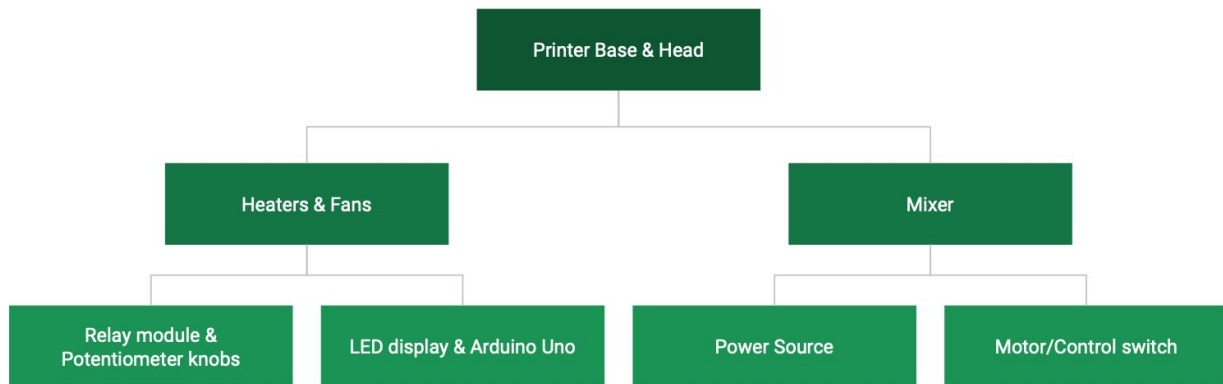 Printer Base & Head
Heaters & Fans
Mixer
Relay module &
Potentiometer knobs
LED display & Arduino Uno
Power Source
Motor/Control switch